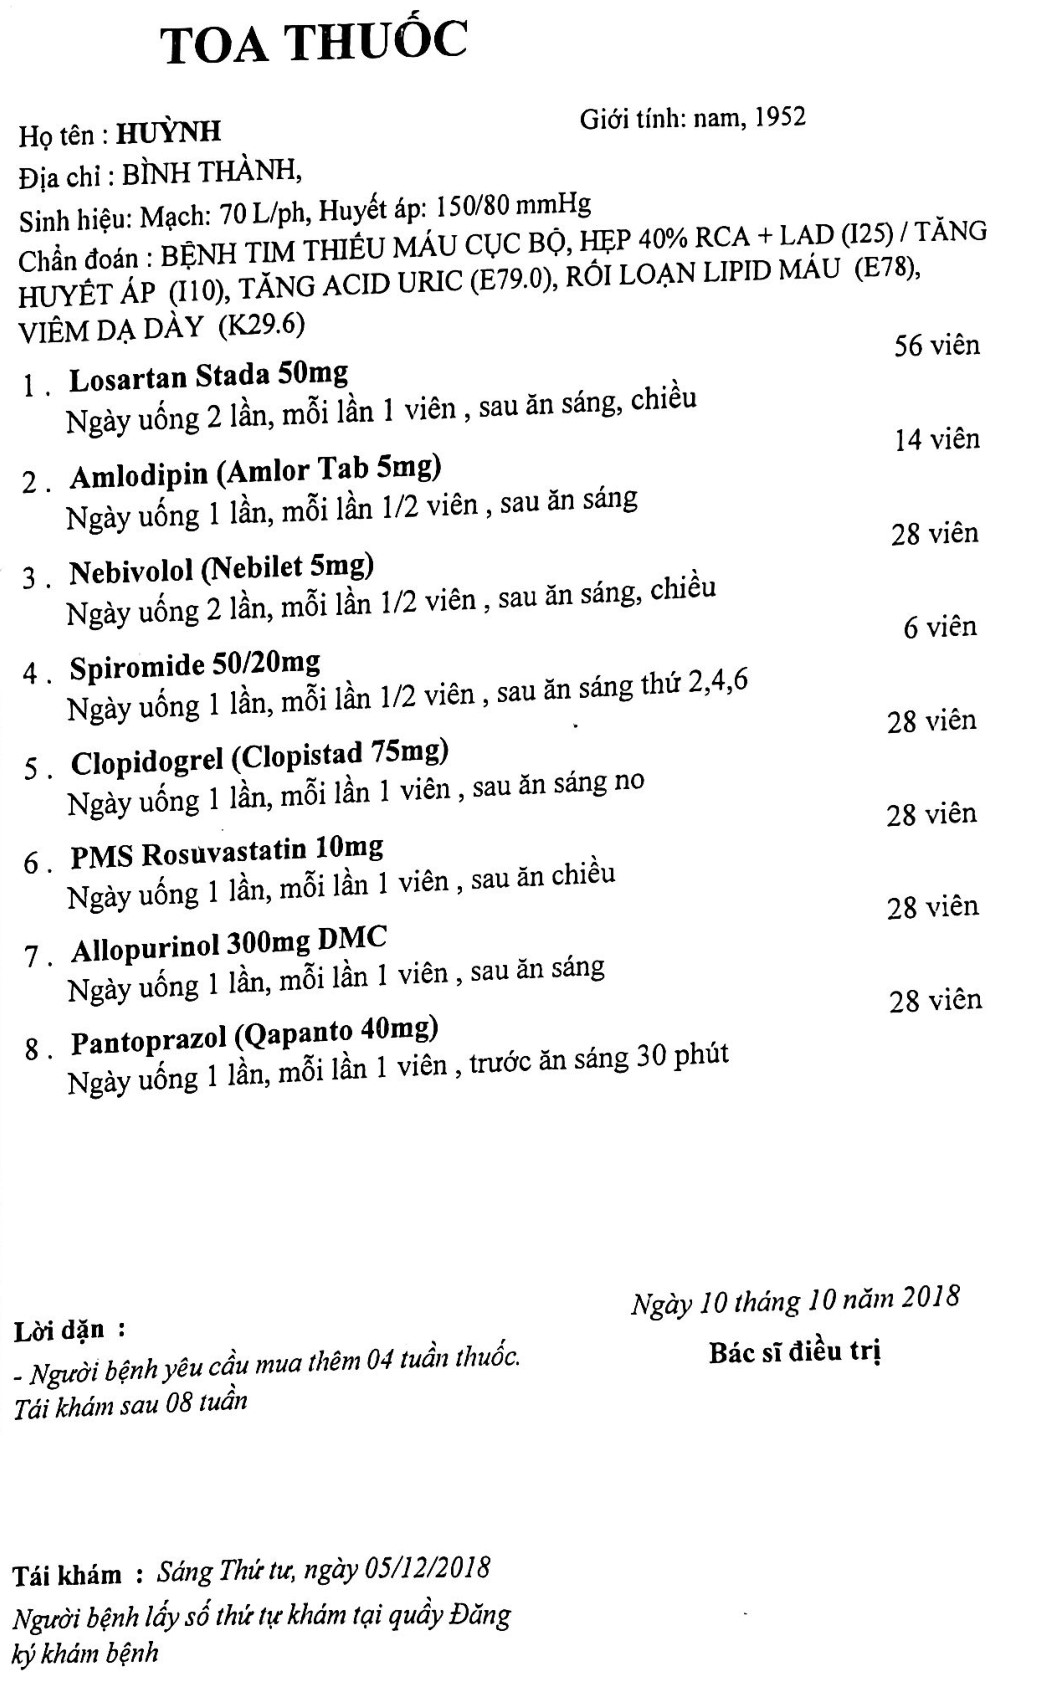 TOA THUỐC
Họ tên : HUỲNH
Giới tính: nam, 1952
Địa chỉ : BÌNH THÀNH,
Sinh hiệu: Mạch: 70 L/ph, Huyết áp: 150/80 mmHg
Chẩn đoán : BỆNH TIM THIẾU MÁU CỤC BỘ, HẸP 40% RCA + LAD (I25) / TĂNG
HUYẾT ÁP (I10), TĂNG ACID URIC (E79.0), RỐI LOẠN LIPID MÁU (E78),
VIÊM DẠ DÀY (K29.6)
1 . Losartan Stada 50mg
56 viên
Ngày uống 2 lần, mỗi lần 1 viên , sau ăn sáng, chiều
2 . Amlodipin (Amlor Tab 5mg)
14 viên
Ngày uống 1 lần, mỗi lần 1/2 viên , sau ăn sáng
3 . Nebivolol (Nebilet 5mg)
28 viên
Ngày uống 2 lần, mỗi lần 1/2 viên , sau ăn sáng, chiều
4 . Spiromide 50/20mg
6 viên
Ngày uống 1 lần, mỗi lần 1/2 viên , sau ăn sáng thứ 2,4,6
5 . Clopidogrel (Clopistad 75mg)
28 viên
Ngày uống 1 lần, mỗi lần 1 viên , sau ăn sáng no
6 . PMS Rosuvastatin 10mg
28 viên
Ngày uống 1 lần, mỗi lần 1 viên , sau ăn chiều
7 . Allopurinol 300mg DMC
28 viên
Ngày uống 1 lần, mỗi lần 1 viên , sau ăn sáng
8 . Pantoprazol (Qapanto 40mg)
28 viên
Ngày uống 1 lần, mỗi lần 1 viên , trước ăn sáng 30 phút
Ngày 10 tháng 10 năm 2018
Bác sĩ điều trị
Lời dặn :
- Người bệnh yêu cầu mua thêm 04 tuần thuốc.
Tái khám sau 08 tuần
Tái khám : Sáng Thứ tư, ngày 05/12/2018
Người bệnh lấy số thứ tự khám tại quầy Đăng
ký khám bệnh